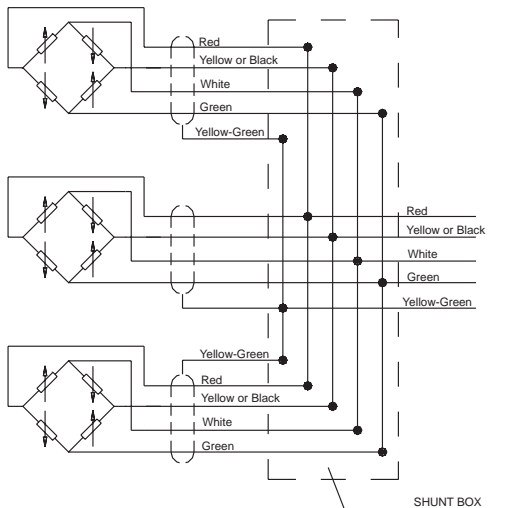 Red
Yellow or Black
White
Green
Yellow-Green
Red
Yellow or Black
White
Green
Yellow-Green
Yellow-Green
Red
Yellow or Black
White
Green
SHUNT BOX